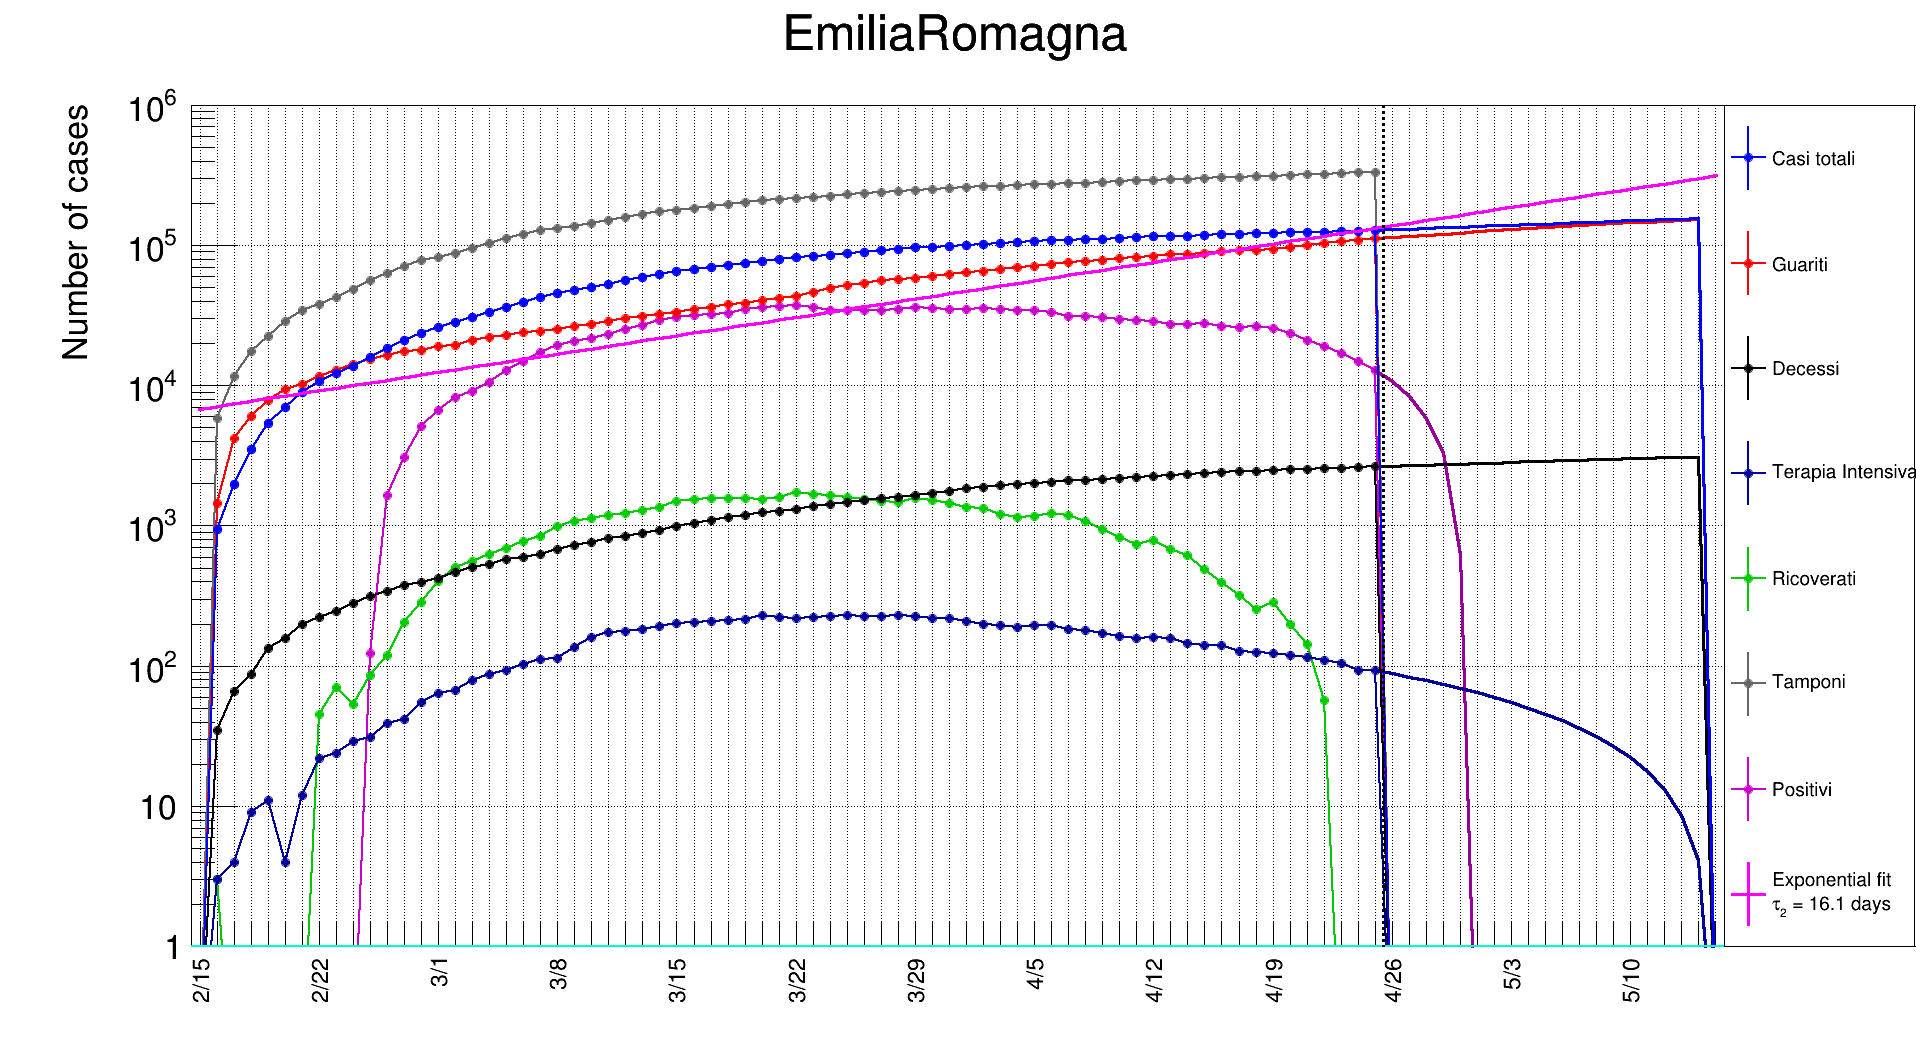 EmiliaRomagna
Number of cases
10^6
10^5
10^4
10^3
10^2
10
1
2/15
2/22
3/1
3/8
3/15
3/22
3/29
4/5
4/12
4/19
4/26
5/3
5/10
Casi totali
Guariti
Decessi
Terapia Intensiva
Ricoverati
Tamponi
Positivi
Exponential fit
τ_2 = 16.1 days